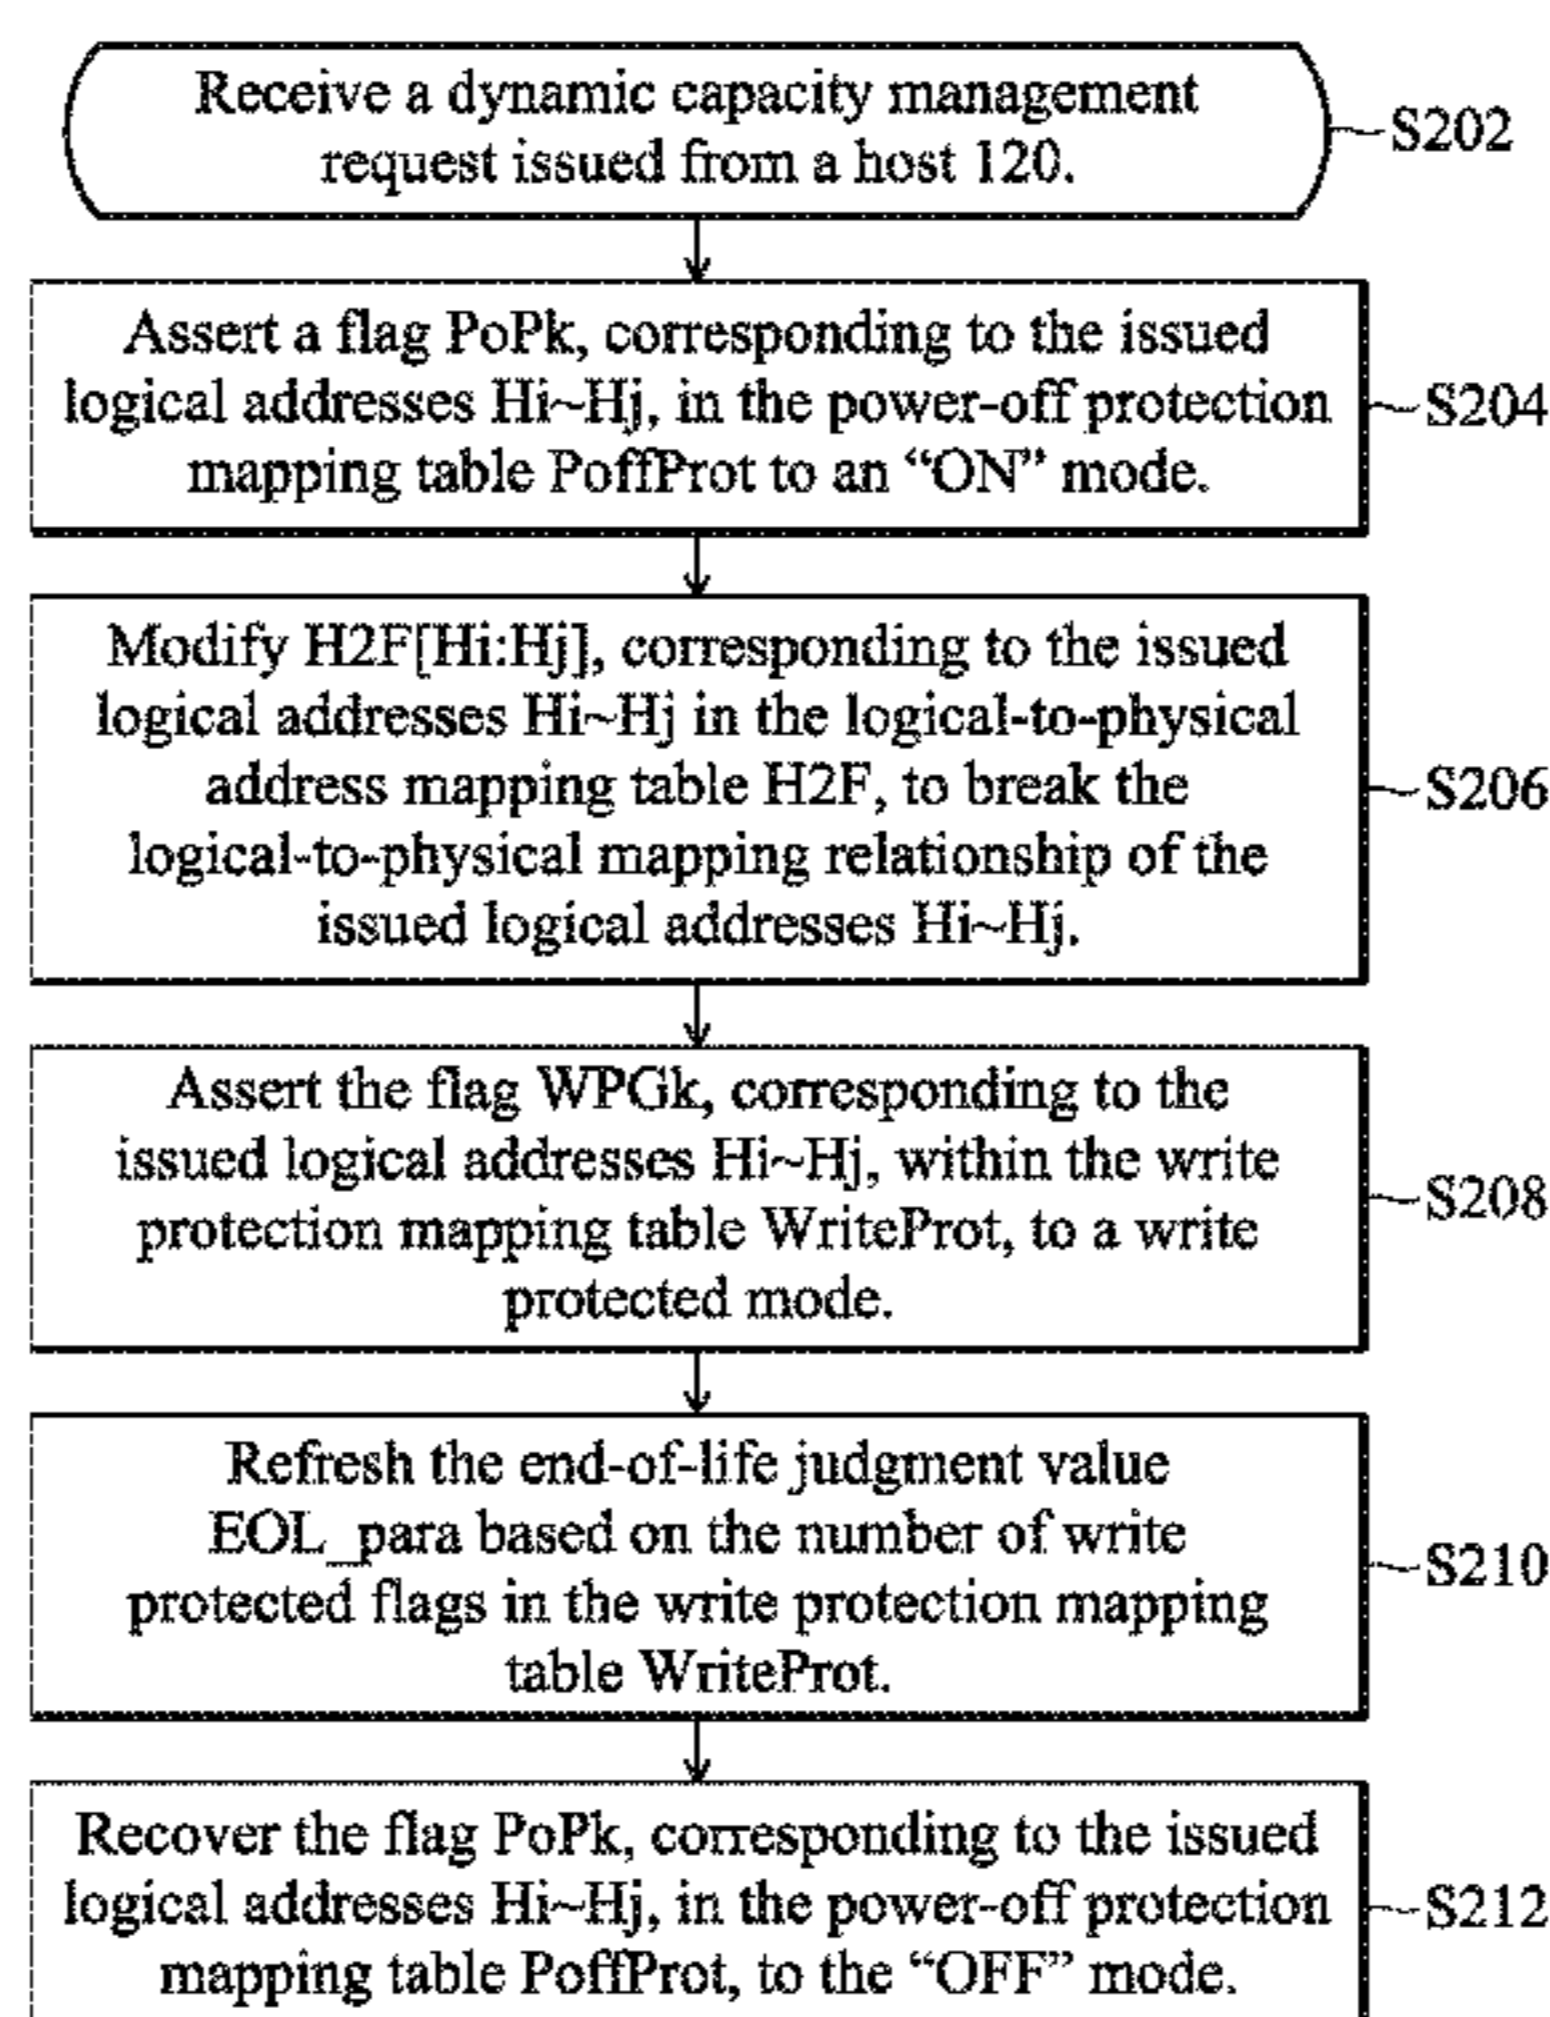 Receive a dynamic capacity management
request issued from a host 120.
S202
Assert a flag PoPk, corresponding to the issued
logical addresses Hi~Hj, in the power-off protection
mapping table PoffProt to an “ON” mode.
S204
Modify H2F[Hi:Hj], corresponding to the issued
logical addresses Hi~Hj in the logical-to-physical
address mapping table H2F, to break the
logical-to-physical mapping relationship of the
issued logical addresses Hi~Hj.
S206
Assert the flag WPGk, corresponding to the
issued logical addresses Hi~Hj, within the write
protection mapping table WriteProt, to a write
protected mode.
S208
Refresh the end-of-life judgment value
EOL_para based on the number of write
protected flags in the write protection mapping
table WriteProt.
S210
Recover the flag PoPk, corresponding to the issued
logical addresses Hi~Hj, in the power-off protection
mapping table PoffProt, to the “OFF” mode.
S212